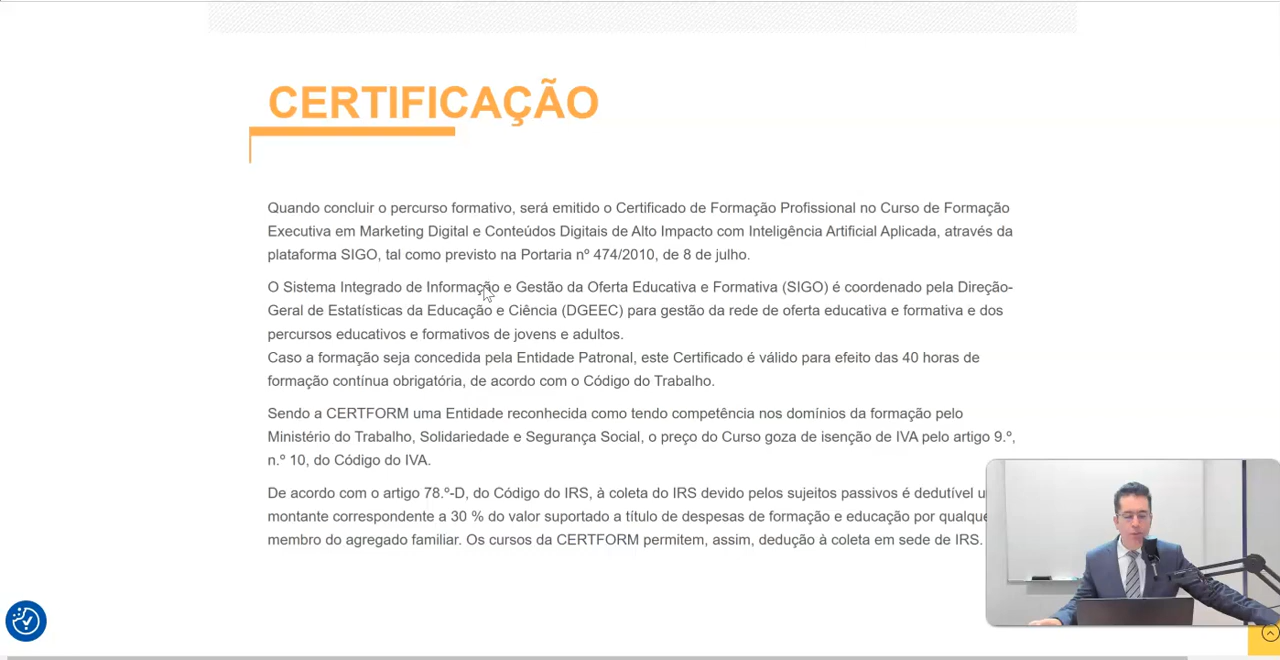 CERTIFICAÇÃO
Quando concluir o percurso formativo, será emitido o Certificado de Formação Profissional no Curso de Formação
Executiva em Marketing Digital e Conteúdos Digitais de Alto Impacto com Inteligência Artificial Aplicada, através da
plataforma SIGO, tal como previsto na Portaria nº 474/2010, de 8 de julho.
O Sistema Integrado de Informação e Gestão da Oferta Educativa e Formativa (SIGO) é coordenado pela Direção-
Geral de Estatísticas da Educação e Ciência (DGEEC) para gestão da rede de oferta educativa e formativa e dos
percursos educativos e formativos de jovens e adultos.
Caso a formação seja concedida pela Entidade Patronal, este Certificado é válido para efeito das 40 horas de
formação contínua obrigatória, de acordo com o Código do Trabalho.
Sendo a CERTFORM uma Entidade reconhecida como tendo competência nos domínios da formação pelo
Ministério do Trabalho, Solidariedade e Segurança Social, o preço do Curso goza de isenção de IVA pelo artigo 9.º,
n.º 10, do Código do IVA.
De acordo com o artigo 78.º-D, do Código do IRS, à coleta do IRS devido pelos sujeitos passivos é dedutível
montante correspondente a 30 % do valor suportado a título de despesas de formação e educação por
membro do agregado familiar. Os cursos da CERTFORM permitem, assim, dedução à coleta em sede de IRS.